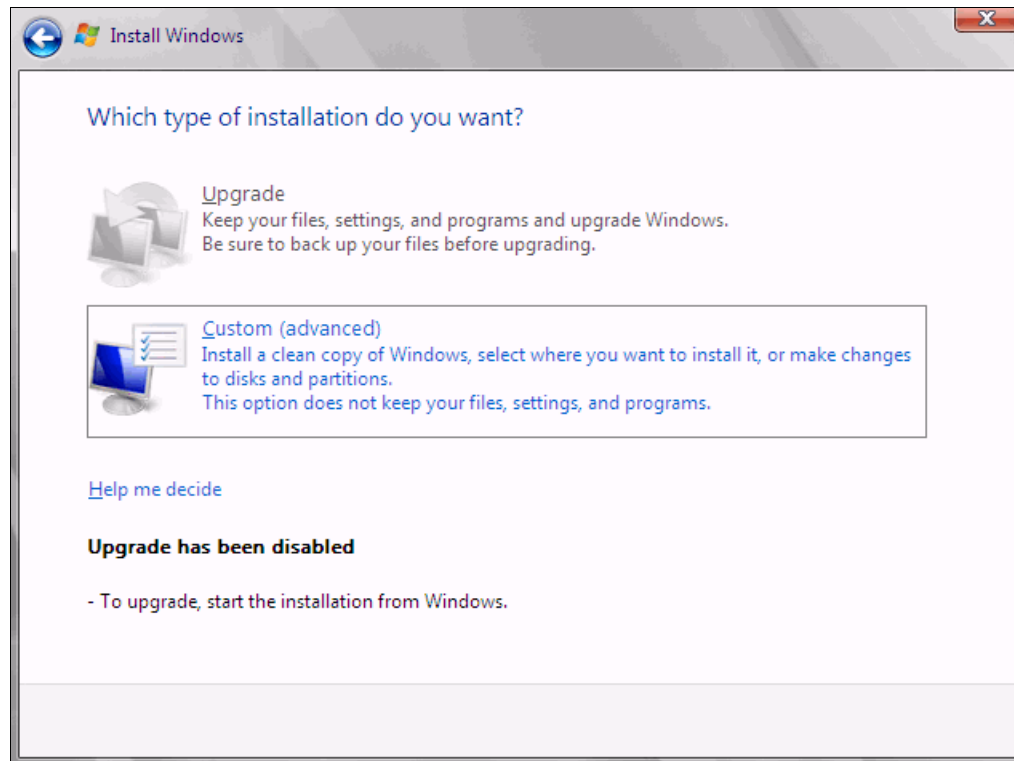 Install Windows
Which type of installation do you want?
Upgrade
Keep your files, settings, and programs and upgrade Windows.
Be sure to back up your files before upgrading.
Custom (advanced)
Install a clean copy of Windows, select where you want to install it, or make changes
to disks and partitions.
This option does not keep your files, settings, and programs.
Help me decide
Upgrade has been disabled
- To upgrade, start the installation from Windows.